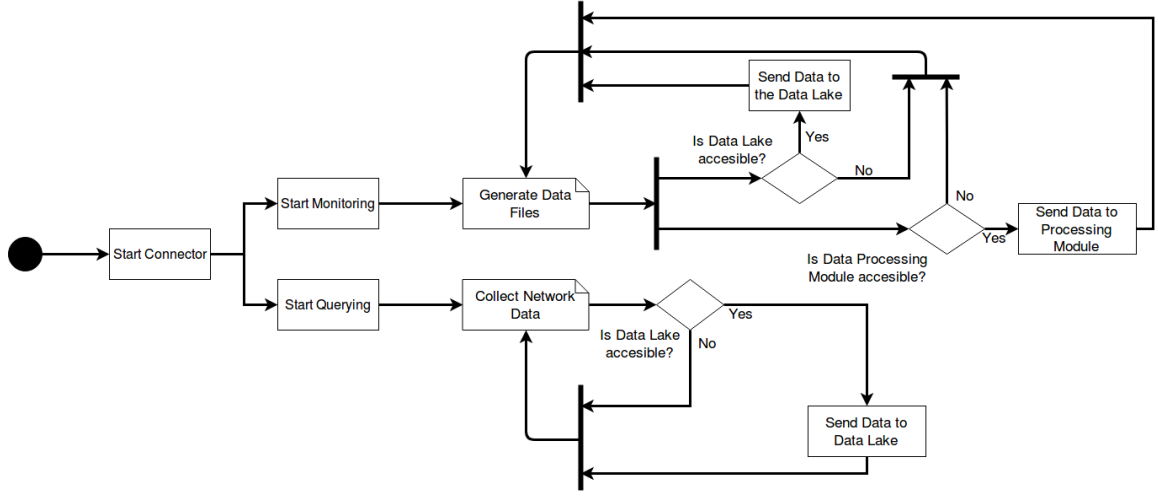 Send Data to
the Data Lake
Is Data Lake
accesible?
Yes
No
Start Monitoring
Generate Data
Files
No
Send Data to
Processing
Module
Yes
Start Connector
Is Data Processing
Module accesible?
Start Querying
Collect Network
Data
Yes
Is Data Lake
accesible?
No
Send Data to
Data Lake